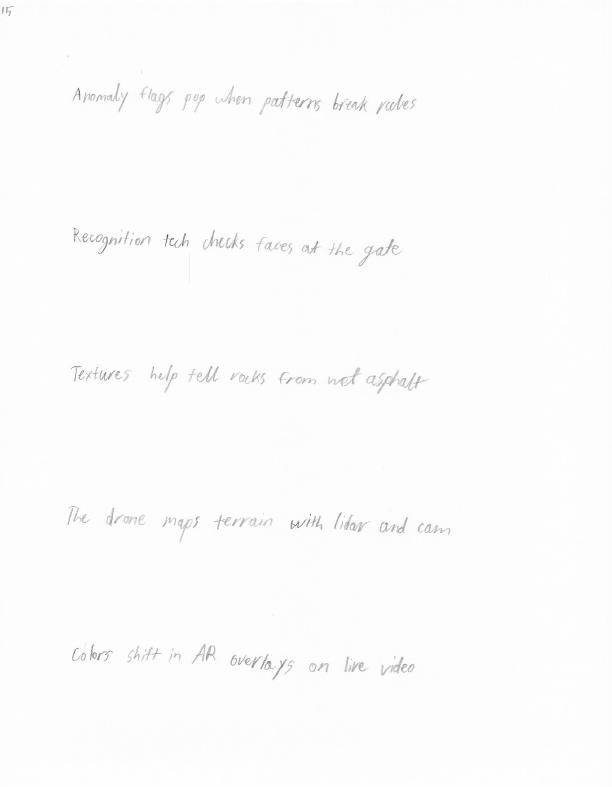 15
Anomaly flags pop when patterns break rules
Recognition tech checks faces at the gate
Textures help tell rocks from wet asphalt
The drone maps terrain with lidar and cam
Colors shift in AR overlays on live video